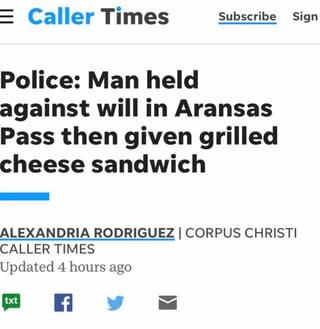 Caller Times Subscribe Sign
Police: Man held
against will in Aransas
Pass then given grilled
cheese sandwich
ALEXANDRIA RODRIGUEZ | CORPUS CHRISTI
CALLER TIMES
Updated 4 hours ago
txt